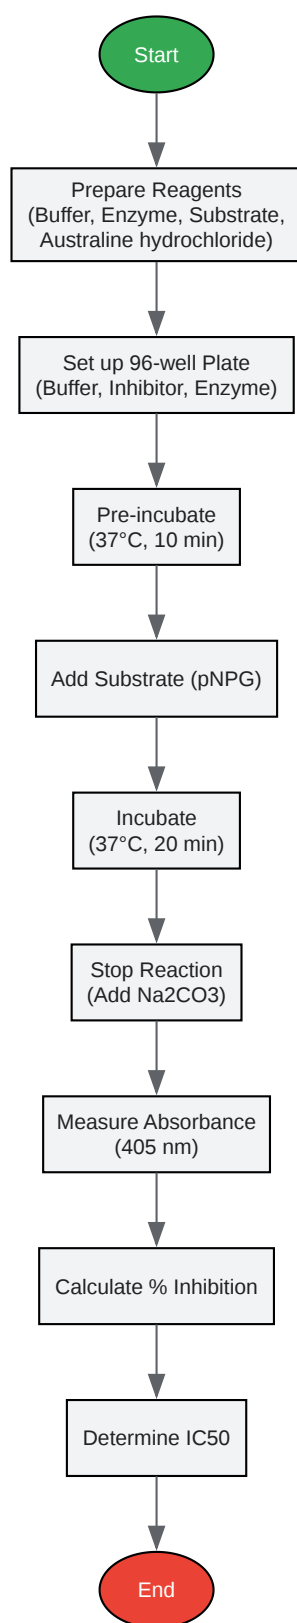 Start
Prepare Reagents
(Buffer, Enzyme, Substrate,
Australine hydrochloride)
Set up 96-well Plate
(Buffer, Inhibitor, Enzyme)
Pre-incubate
(37°C, 10 min)
Add Substrate (pNPG)
Incubate
(37°C, 20 min)
Stop Reaction
(Add Na2CO3)
Measure Absorbance
(405 nm)
Calculate % Inhibition
Determine IC50
End